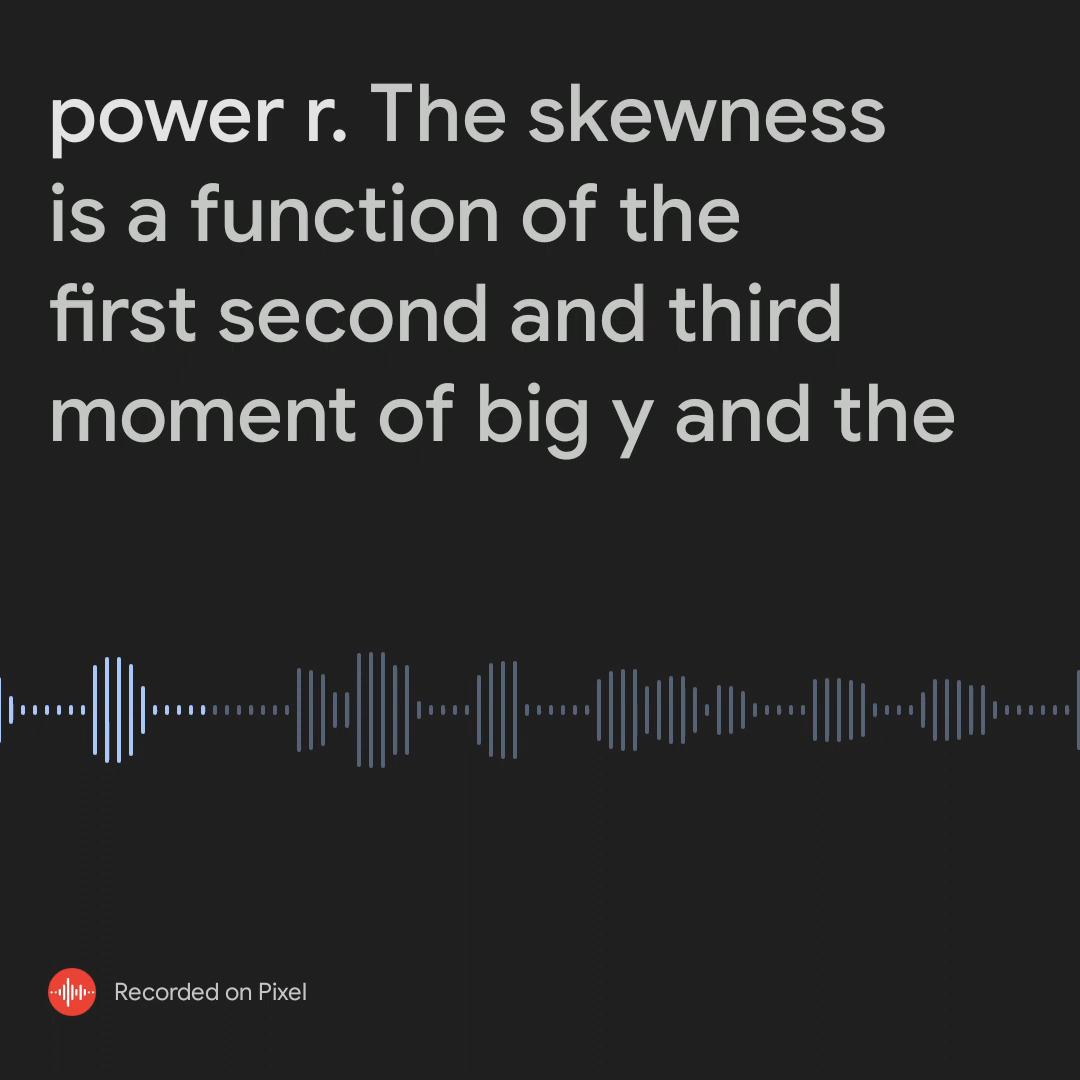 power r. The skewness
is a function of the
first second and third
moment of big y and the
Recorded on Pixel